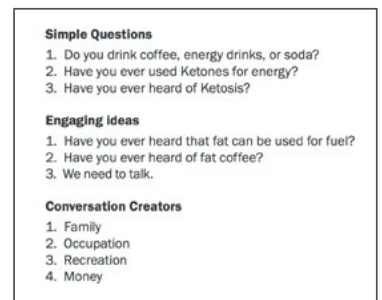 Simple Questions
1. Do you drink coffee, energy drinks, or soda?
2. Have you ever used Ketones for energy?
3. Have you ever heard of Ketosis?
Engaging ideas
1. Have you ever heard that fat can be used for fuel?
2. Have you ever heard of fat coffee?
3. We need to talk.
Conversation Creators
1. Family
2. Occupation
3. Recreation
4. Money